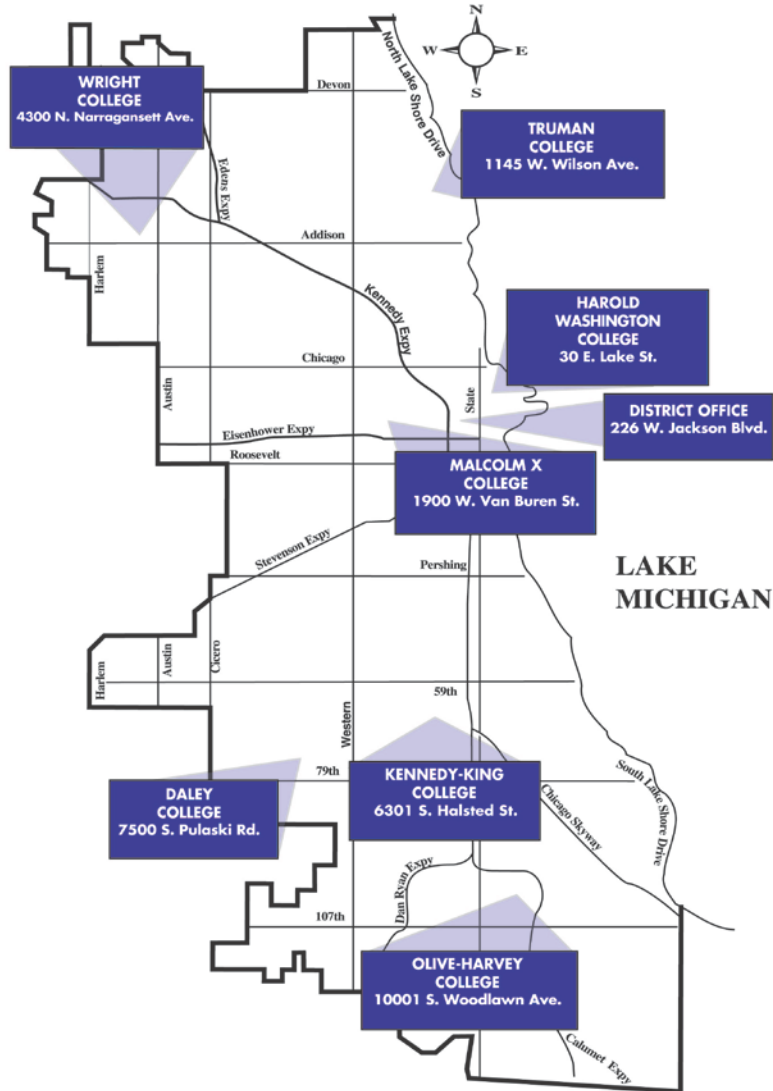 N
W
E
S
WRIGHT
COLLEGE
4300 N. Narragansett Ave.
Devon
North Lake Shore Drive
TRUMAN
COLLEGE
1145 W. Wilson Ave.
Edens Expy
Addison
Harlem
Kennedy Expy
HAROLD
WASHINGTON
COLLEGE
30 E. Lake St.
Chicago
Austin
State
DISTRICT OFFICE
226 W. Jackson Blvd.
Eisenhower Expy
Roosevelt
MALCOLM X
COLLEGE
1900 W. Van Buren St.
Stevenson Expy
Pershing
LAKE
MICHIGAN
Harlem
Austin
Cicero
59th
Western
79th
DALEY
COLLEGE
7500 S. Pulaski Rd.
KENNEDY-KING
COLLEGE
6301 S. Halsted St.
Chicago Skyway
South Lake Shore Drive
Dan Ryan Expy
107th
OLIVE-HARVEY
COLLEGE
10001 S. Woodlawn Ave.
Calumet Expy